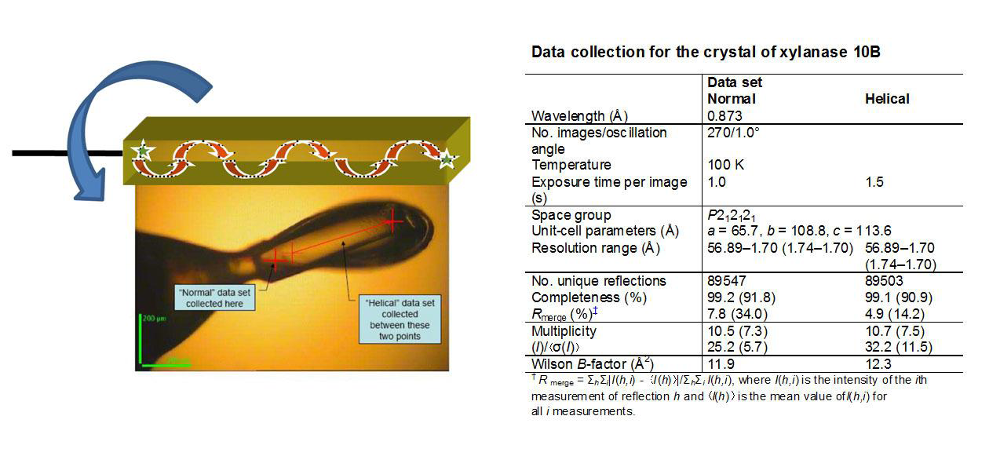 “Normal” data set
collected here
“Helical” data set
collected
between these
two points
200 µm
Data collection for the crystal of xylanase 10B
Data set
Normal Helical
Wavelength (Å) 0.873
No. images/oscillation 270/1.0°
angle
Temperature 100 K
Exposure time per image 1.0 1.5
(s)
Space group P2₁2₁2₁
Unit-cell parameters (Å) a = 65.7, b = 108.8, c = 113.6
Resolution range (Å) 56.89–1.70 (1.74–1.70) 56.89–1.70
(1.74–1.70)
No. unique reflections 89547 89503
Completeness (%) 99.2 (91.8) 99.1 (90.9)
Rmerge (%)‡ 7.8 (34.0) 4.9 (14.2)
Multiplicity 10.5 (7.3) 10.7 (7.5)
⟨I⟩/⟨σ(I)⟩ 25.2 (5.7) 32.2 (11.5)
Wilson B-factor (Å²) 11.9 12.3
† R merge = ΣhΣi|I(h,i) - ⟨I(h)⟩|/ΣhΣi I(h,i), where I(h,i) is the intensity of the ith
measurement of reflection h and ⟨I(h)⟩ is the mean value of I(h,i) for
all i measurements.